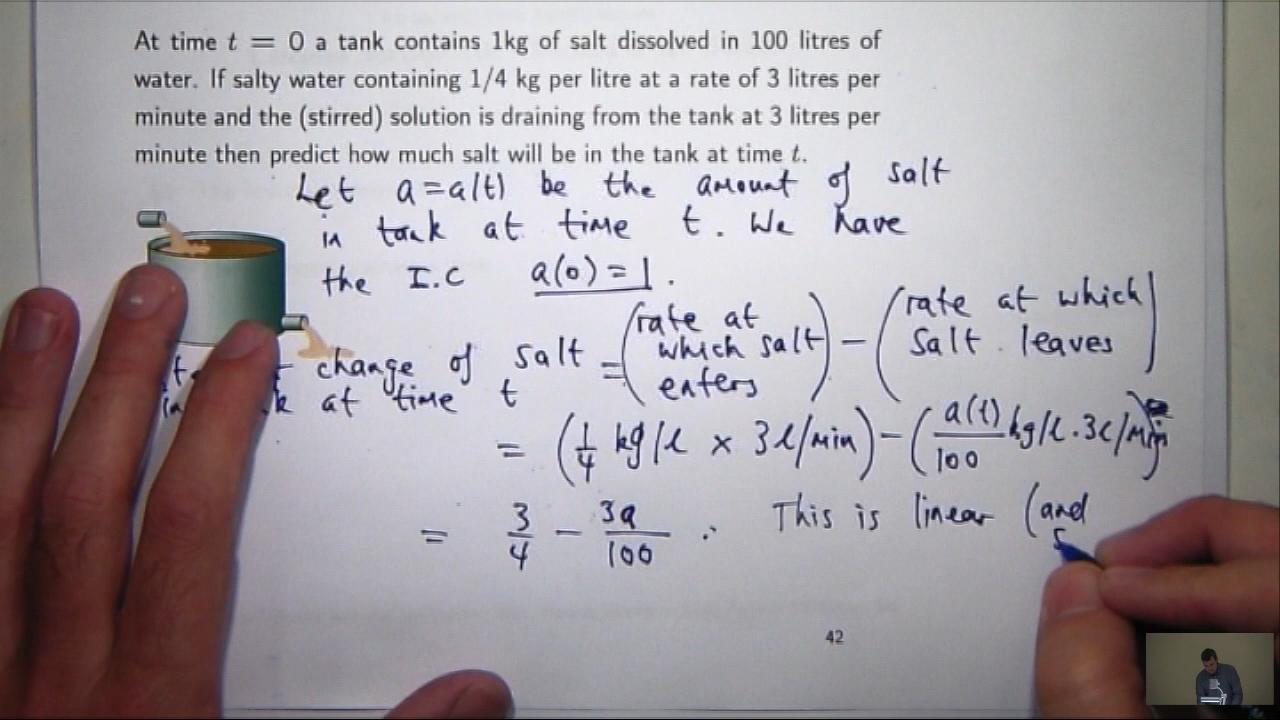 At time t = 0 a tank contains 1kg of salt dissolved in 100 litres of
water. If salty water containing 1/4 kg per litre at a rate of 3 litres per
minute and the (stirred) solution is draining from the tank at 3 litres per
minute then predict how much salt will be in the tank at time t.
Let a = a(t) be the amount of salt
in tank at time t. We have
the I.C a(0) = 1.
change of salt = (rate at which salt enters) − (rate at which salt leaves)
at time t
= (1/4 kg/l × 3l/min) − (a(t)/100 kg/l . 3l/min)
= 3/4 − 3a/100 . This is linear (and
42